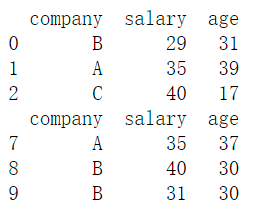 company salary age
0 B 29 31
1 A 35 39
2 C 40 17
company salary age
7 A 35 37
8 B 40 30
9 B 31 30